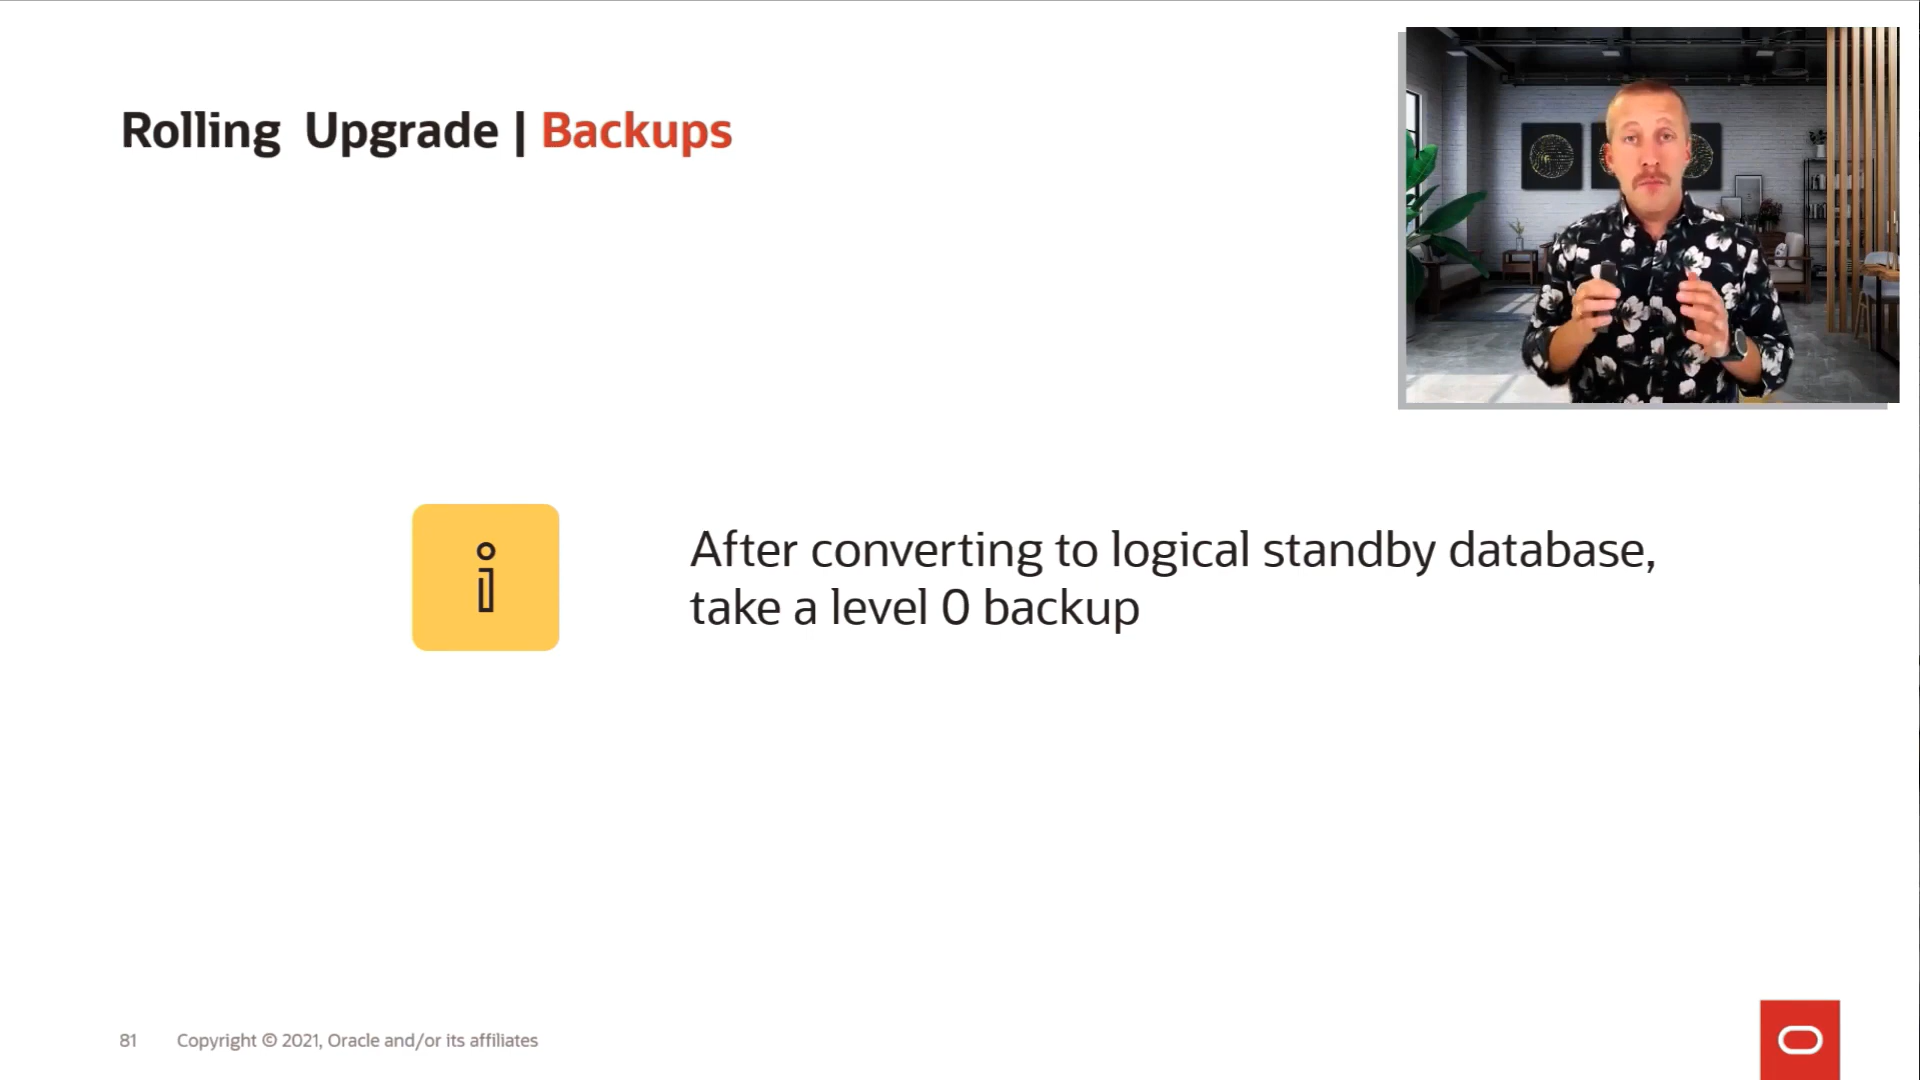 Rolling Upgrade | Backups
After converting to logical standby database,
take a level 0 backup
81 Copyright © 2021, Oracle and/or its affiliates